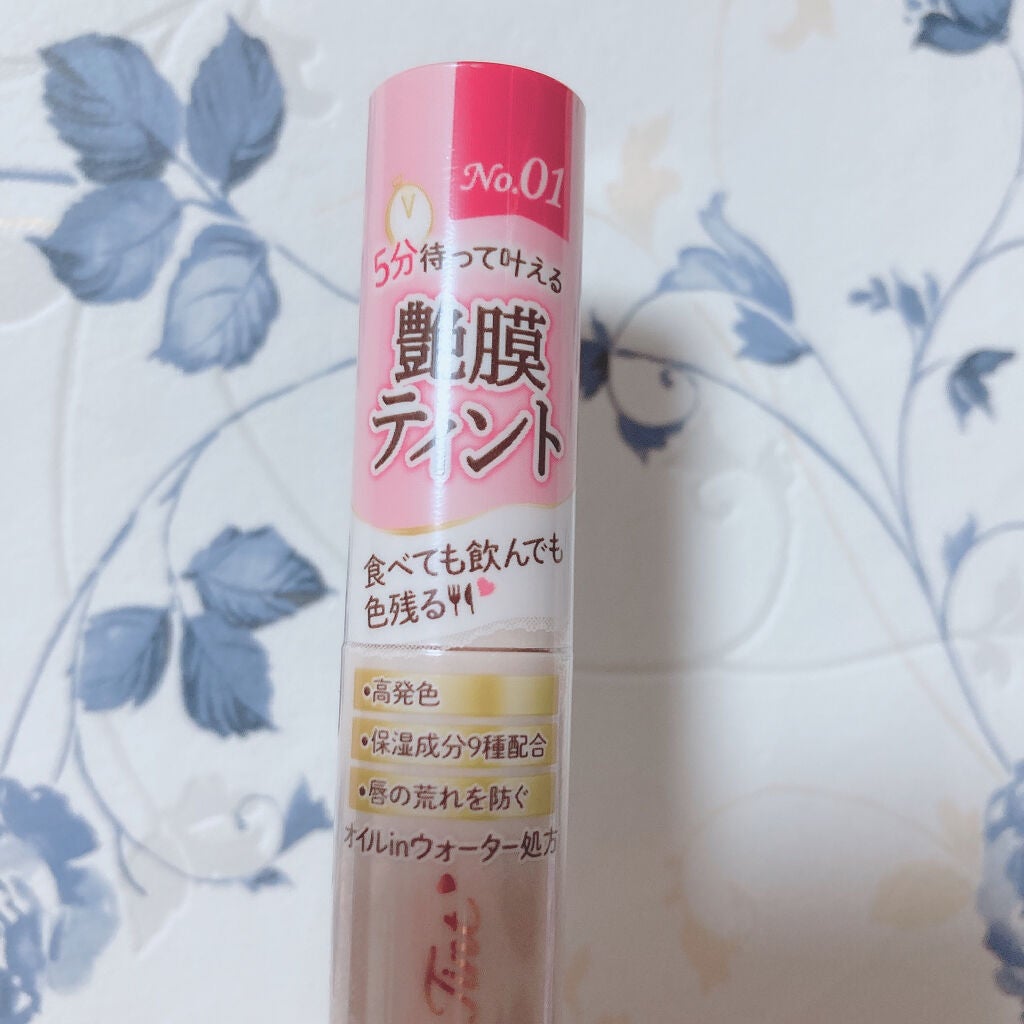 No.01
5分待って叶える
艶膜
ティント
食べても飲んでも
色残る
•高発色
•保湿成分9種配合
•唇の荒れを防ぐ
オイルinウォーター処方